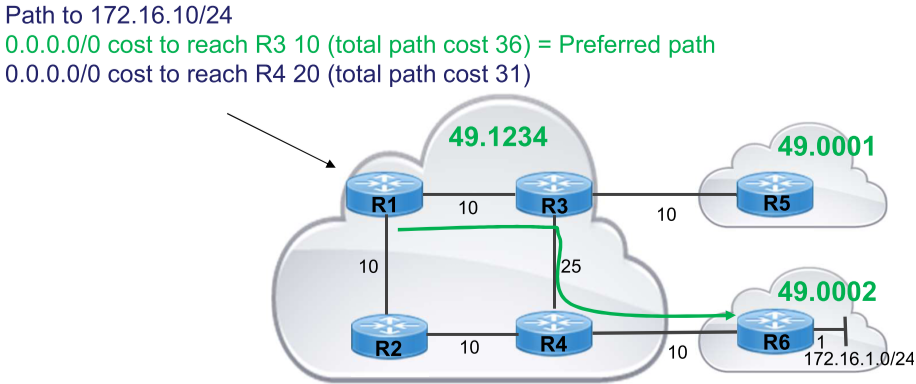 Path to 172.16.10/24
0.0.0.0/0 cost to reach R3 10 (total path cost 36) = Preferred path
0.0.0.0/0 cost to reach R4 20 (total path cost 31)
49.1234
49.0001
R1
10
R3
10
R5
10
25
49.0002
R2
10
R4
10
R6
1
172.16.1.0/24